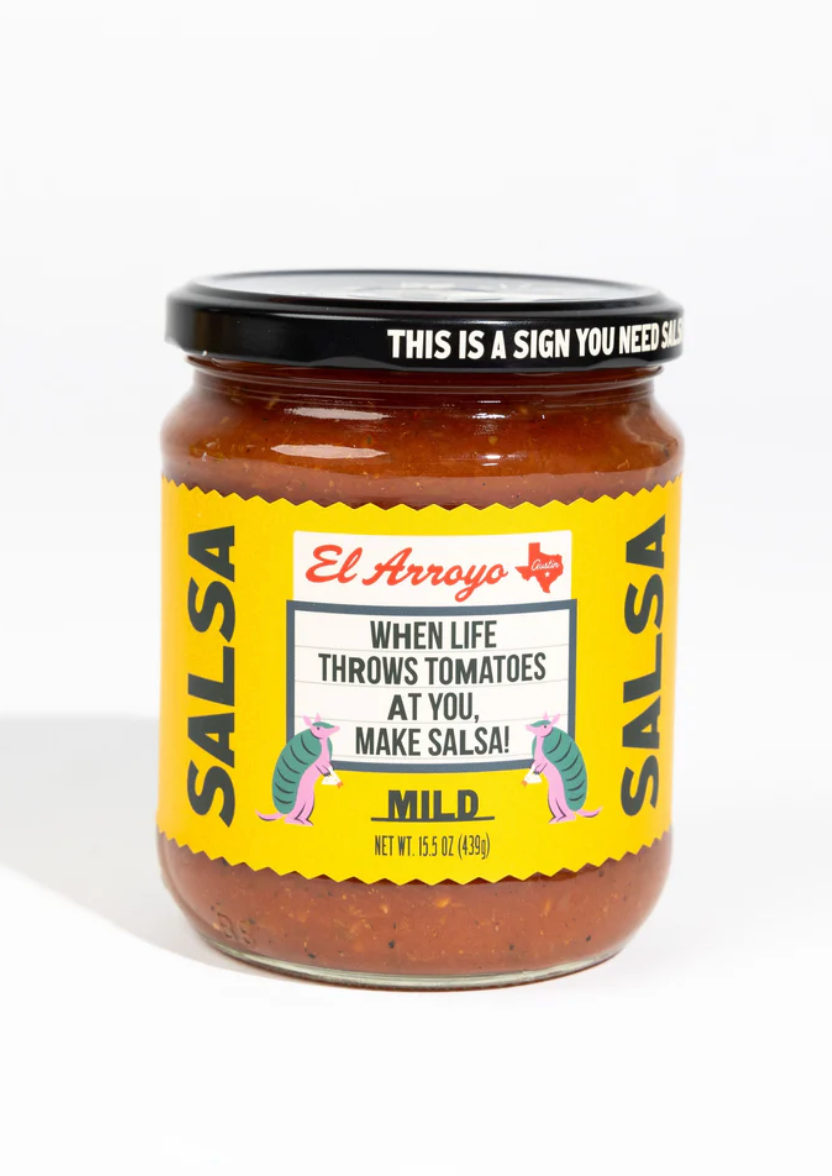 THIS IS A SIGN YOU NEED SALS
SALSA
El Arroyo
Austin
WHEN LIFE
THROWS TOMATOES
AT YOU,
MAKE SALSA!
MILD
NET WT. 15.5 OZ (439g)
SALSA